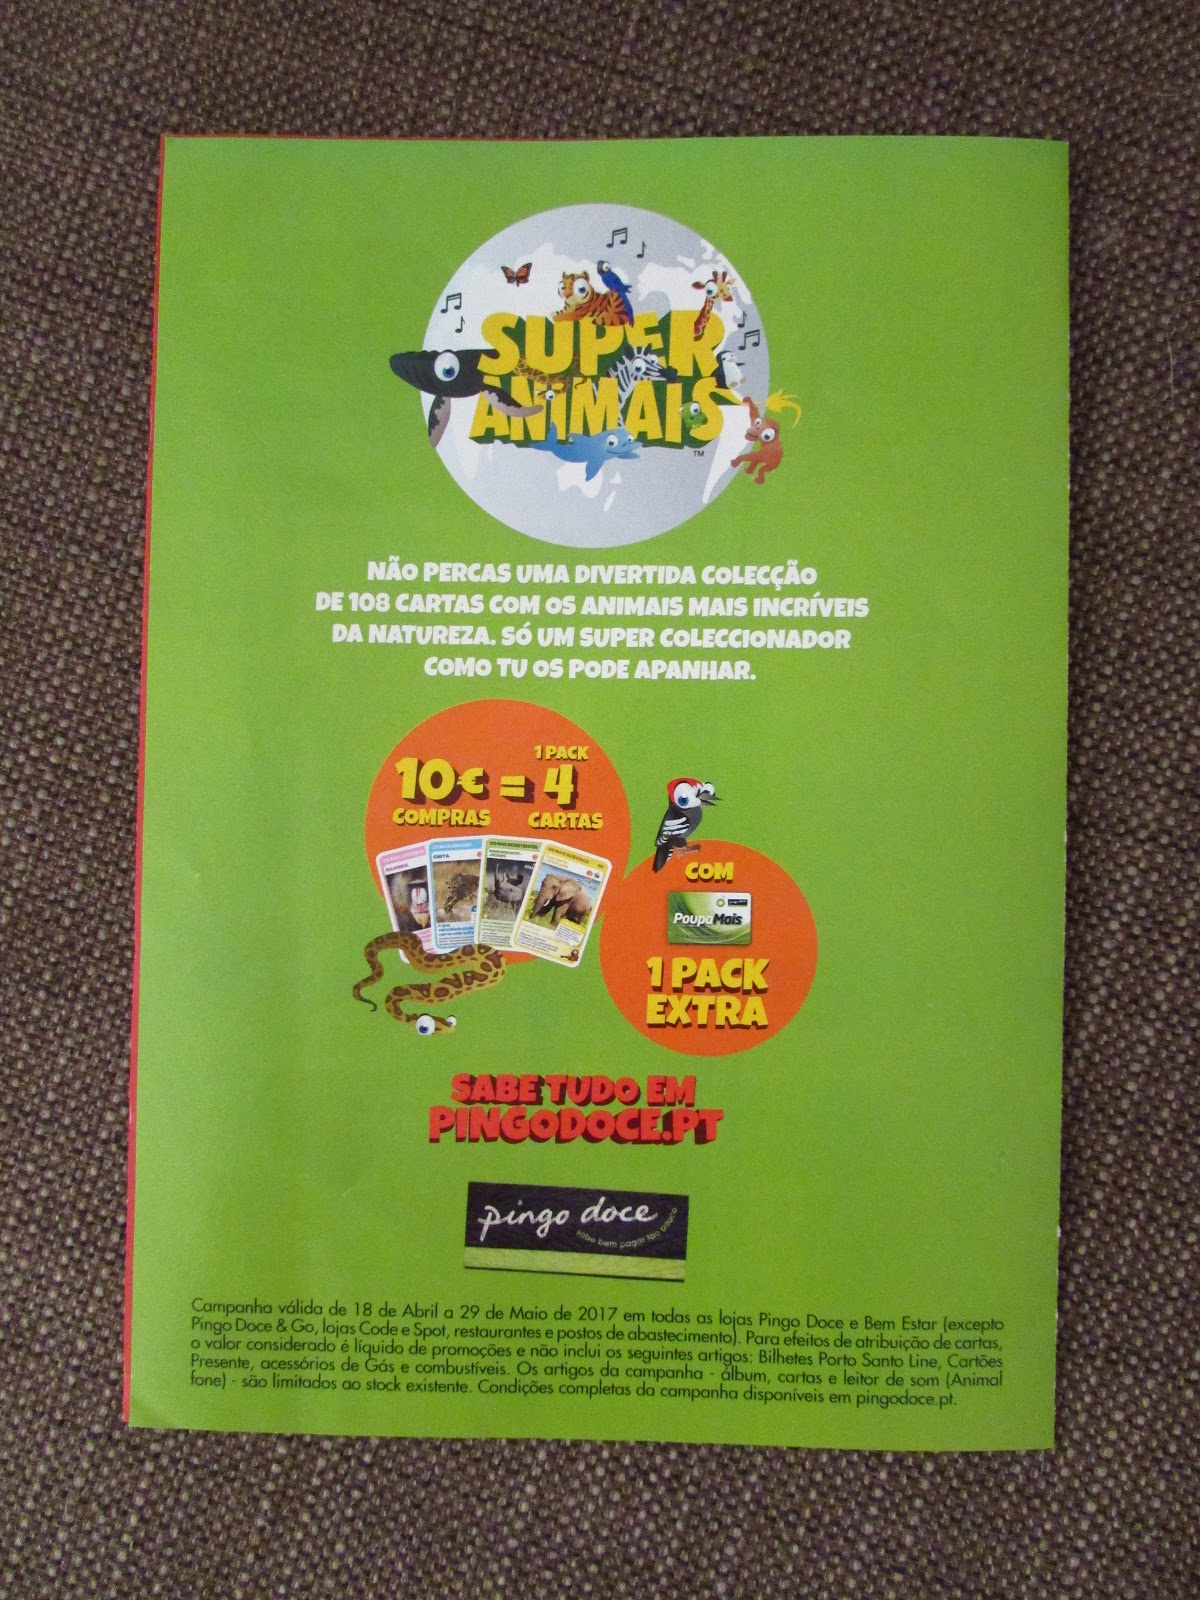 SUPER
ANIMAIS
TM
NÃO PERCAS UMA DIVERTIDA COLECÇÃO
DE 108 CARTAS COM OS ANIMAIS MAIS INCRÍVEIS
DA NATUREZA. SÓ UM SUPER COLECCIONADOR
COMO TU OS PODE APANHAR.
1 PACK
10€ = 4
COMPRAS CARTAS
COM
PoupaMais
1 PACK
EXTRA
SABE TUDO EM
PINGODOCE.PT
pingo doce
sabe bem pagar tão pouco
Campanha válida de 18 de Abril a 29 de Maio de 2017 em todas as lojas Pingo Doce e Bem Estar (excepto
Pingo Doce & Go, lojas Code e Spot, restaurantes e postos de abastecimento). Para efeitos de atribuição de cartas,
o valor considerado é líquido de promoções e não inclui os seguintes artigos: Bilhetes Porto Santo Line, Cartões
Presente, acessórios de Gás e combustíveis. Os artigos da campanha - álbum, cartas e leitor de som (Animal
fone) - são limitados ao stock existente. Condições completas da campanha disponíveis em pingodoce.pt.